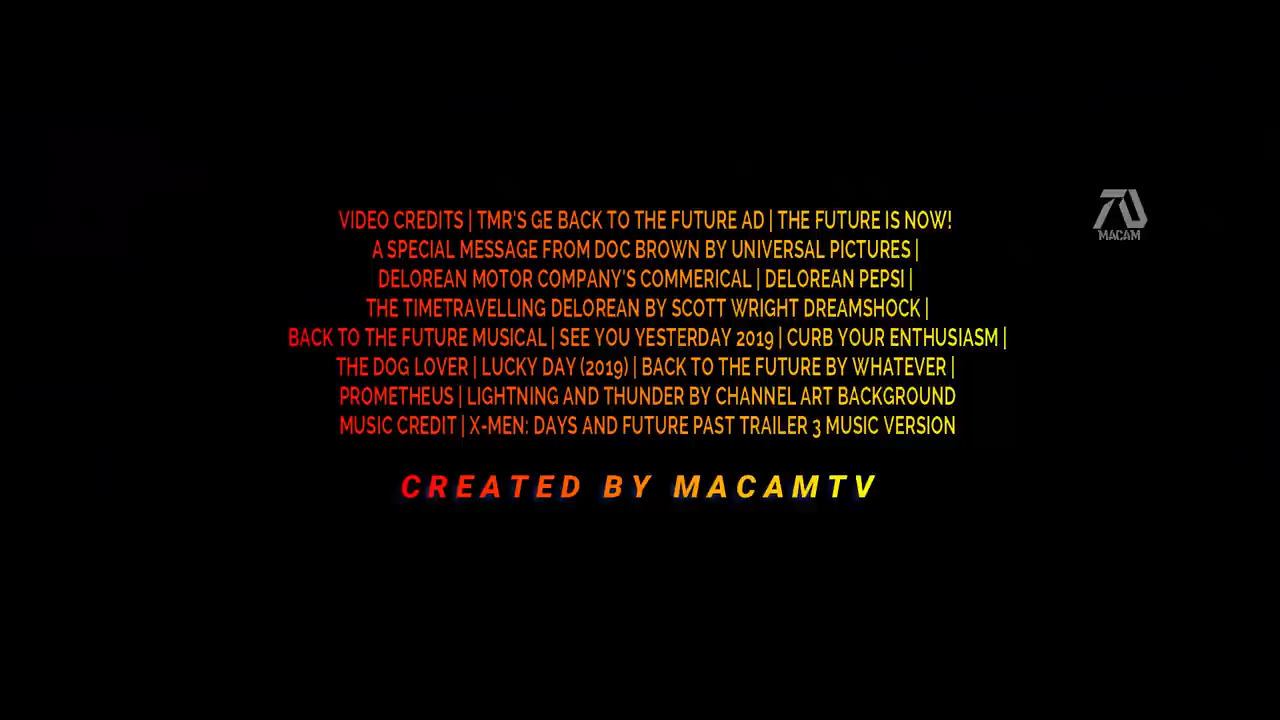 VIDEO CREDITS | TMR'S GE BACK TO THE FUTURE AD | THE FUTURE IS NOW!
A SPECIAL MESSAGE FROM DOC BROWN BY UNIVERSAL PICTURES |
DELOREAN MOTOR COMPANY'S COMMERICAL | DELOREAN PEPSI |
THE TIMETRAVELLING DELOREAN BY SCOTT WRIGHT DREAMSHOCK |
BACK TO THE FUTURE MUSICAL | SEE YOU YESTERDAY 2019 | CURB YOUR ENTHUSIASM |
THE DOG LOVER | LUCKY DAY (2019) | BACK TO THE FUTURE BY WHATEVER |
PROMETHEUS | LIGHTNING AND THUNDER BY CHANNEL ART BACKGROUND
MUSIC CREDIT | X-MEN: DAYS AND FUTURE PAST TRAILER 3 MUSIC VERSION
CREATED BY MACAMTV
MACAM